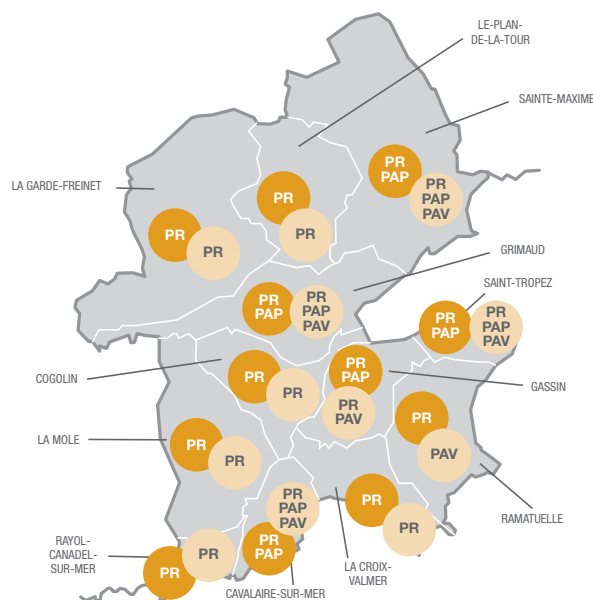 LE-PLAN-
DE-LA-TOUR
SAINTE-MAXIME
PR
PAP
PR
PAP
PAV
LA GARDE-FREINET
PR
PR
PR
PR
GRIMAUD
SAINT-TROPEZ
PR
PAP
PR
PAP
PAV
PR
PAP
PR
PAP
PAV
COGOLIN
PR
PR
PR
PAP
PR
PAV
GASSIN
PR
PAV
LA MOLE
PR
PR
RAMATUELLE
PR
PAP
PAV
PR
PAP
PR
PR
RAYOL-
CANADEL-
SUR-MER
PR
PR
LA CROIX-
VALMER
CAVALAIRE-SUR-MER